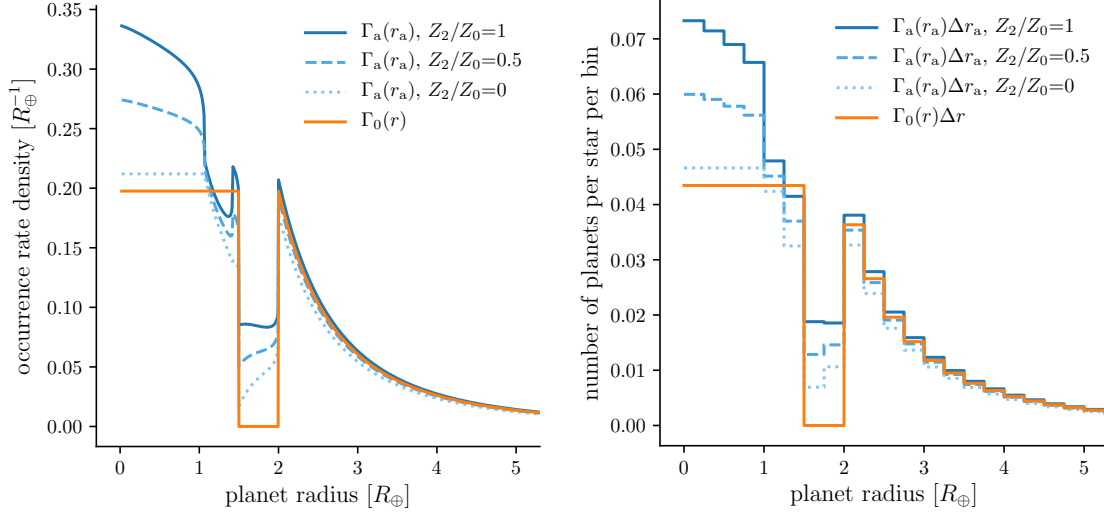 occurrence rate density [R⊕⁻¹]
0.35
0.30
0.25
0.20
0.15
0.10
0.05
0.00
Γa(ra), Z2/Z0=1
Γa(ra), Z2/Z0=0.5
Γa(ra), Z2/Z0=0
Γ0(r)
0 1 2 3 4 5
planet radius [R⊕]
number of planets per star per bin
0.07
0.06
0.05
0.04
0.03
0.02
0.01
0.00
Γa(ra)Δra, Z2/Z0=1
Γa(ra)Δra, Z2/Z0=0.5
Γa(ra)Δra, Z2/Z0=0
Γ0(r)Δr
0 1 2 3 4 5
planet radius [R⊕]